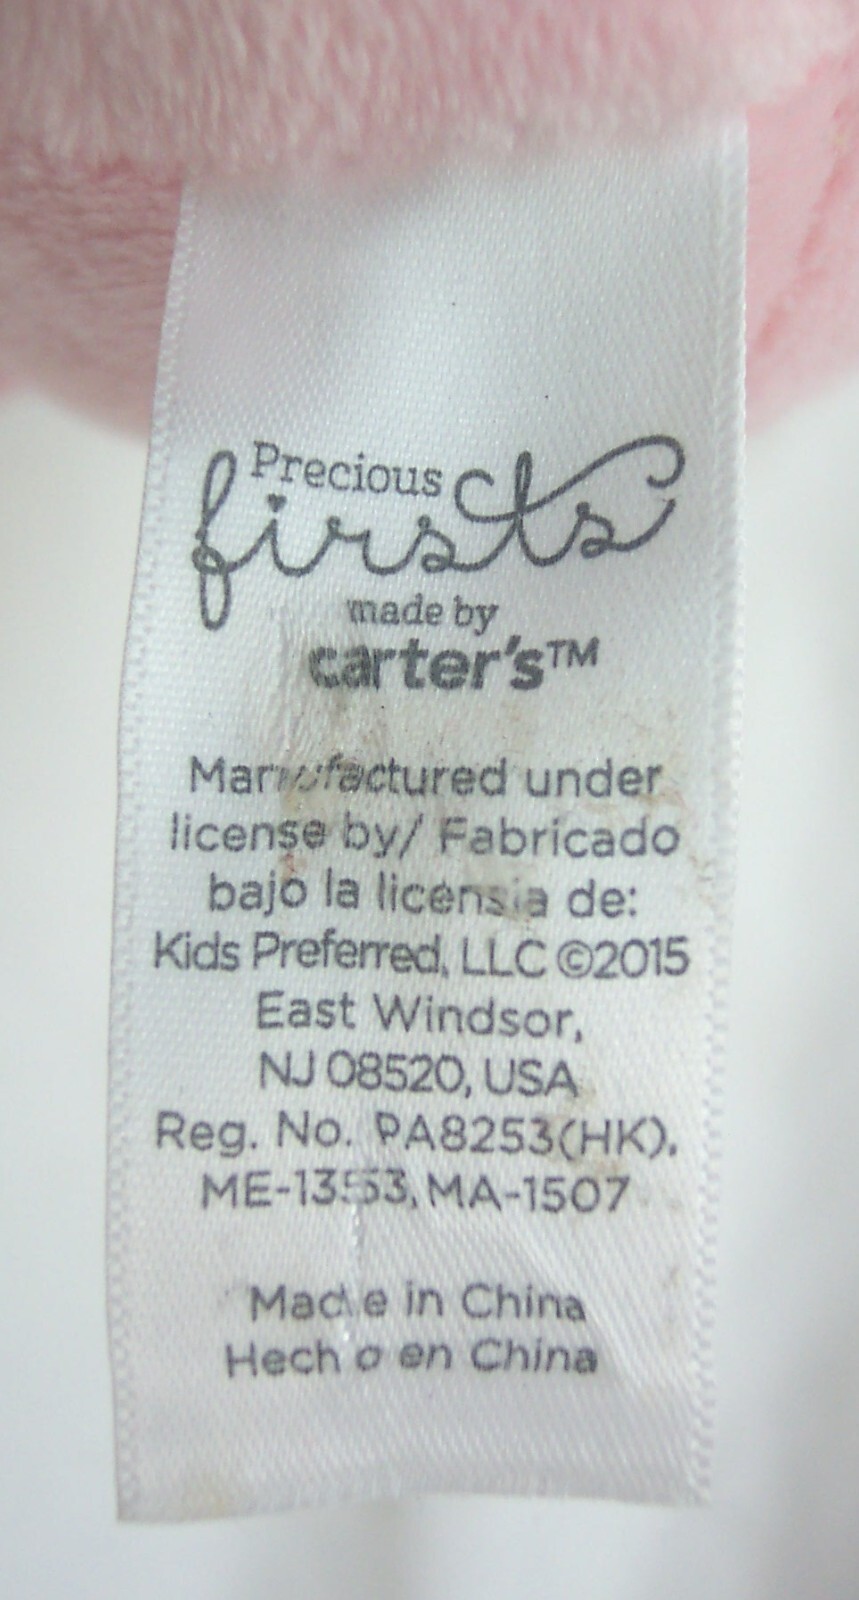 Precious
firsts
made by
carter's™
Manufactured under
license by/ Fabricado
bajo la licensia de:
Kids Preferred, LLC ©2015
East Windsor,
NJ 08520, USA
Reg. No. PA8253(HK),
ME-1353, MA-1507
Made in China
Hecho en China